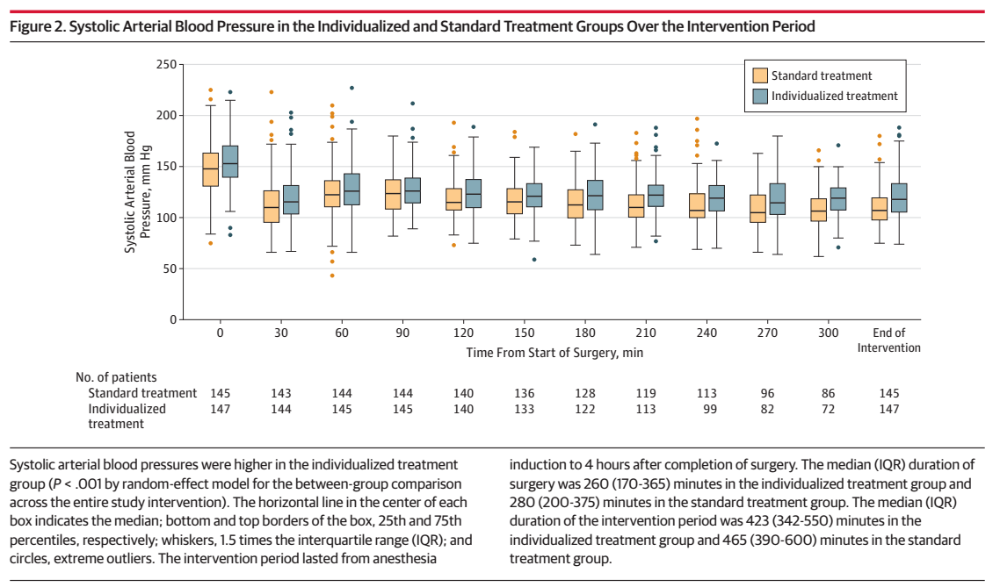 Figure 2. Systolic Arterial Blood Pressure in the Individualized and Standard Treatment Groups Over the Intervention Period
250
200
150
100
50
0
Systolic Arterial Blood
Pressure, mm Hg
Standard treatment
Individualized treatment
0 30 60 90 120 150 180 210 240 270 300 End of
Intervention
Time From Start of Surgery, min
No. of patients
Standard treatment 145 143 144 144 140 136 128 119 113 96 86 145
Individualized 147 144 145 145 140 133 122 113 99 82 72 147
treatment
Systolic arterial blood pressures were higher in the individualized treatment
group (P < .001 by random-effect model for the between-group comparison
across the entire study intervention). The horizontal line in the center of each
box indicates the median; bottom and top borders of the box, 25th and 75th
percentiles, respectively; whiskers, 1.5 times the interquartile range (IQR); and
circles, extreme outliers. The intervention period lasted from anesthesia
induction to 4 hours after completion of surgery. The median (IQR) duration of
surgery was 260 (170-365) minutes in the individualized treatment group and
280 (200-375) minutes in the standard treatment group. The median (IQR)
duration of the intervention period was 423 (342-550) minutes in the
individualized treatment group and 465 (390-600) minutes in the standard
treatment group.